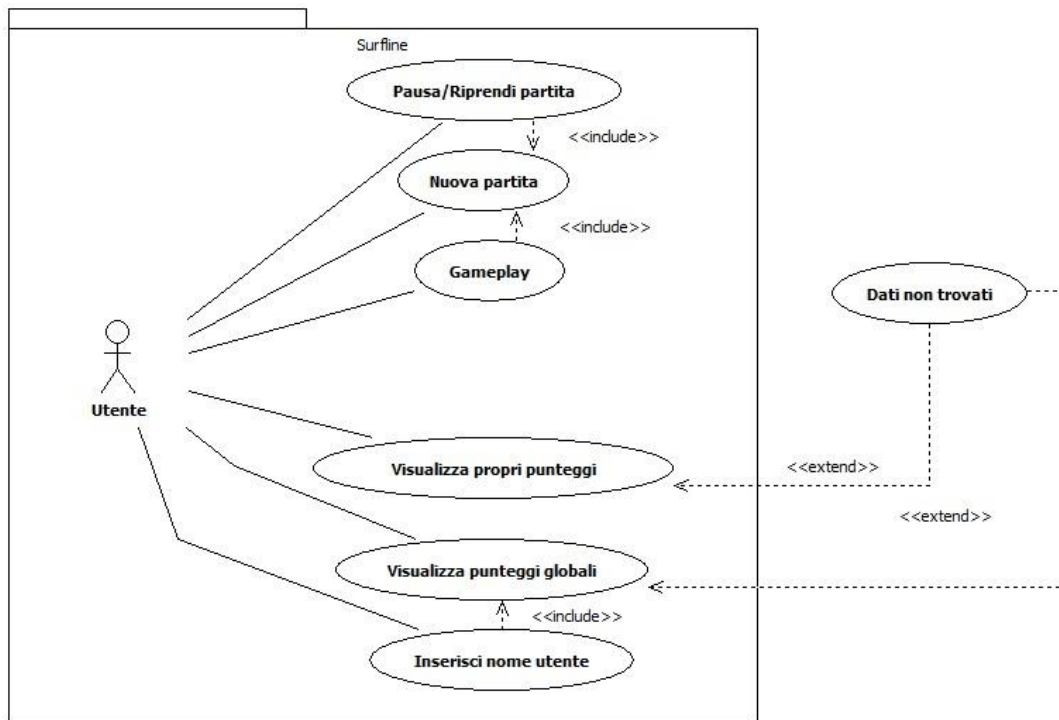 Surfline
Pausa/Riprendi partita
<<include>>
Nuova partita
<<include>>
Gameplay
Dati non trovati
Utente
Visualizza propri punteggi
<<extend>>
<<extend>>
Visualizza punteggi globali
<<include>>
Inserisci nome utente